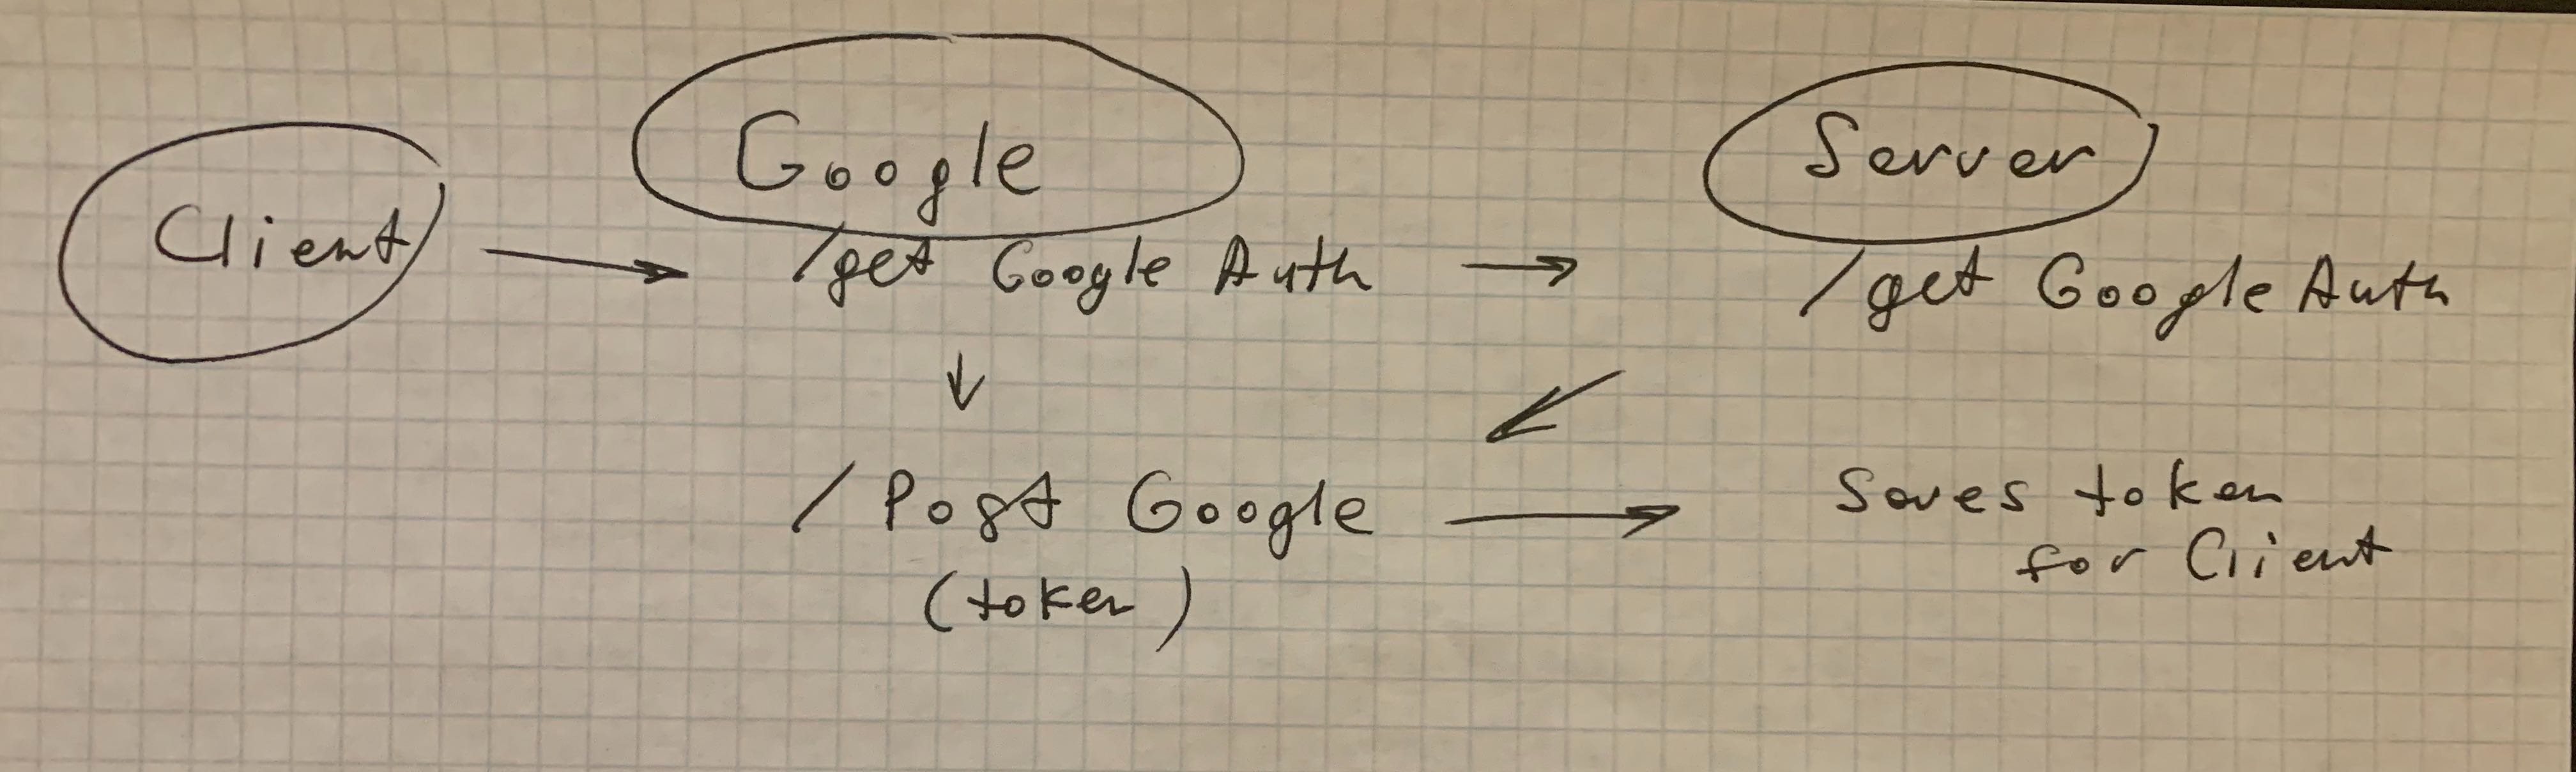 Client
Google
Server
/get Google Auth
/get Google Auth
/ Post Google
(token)
Saves token
for Client